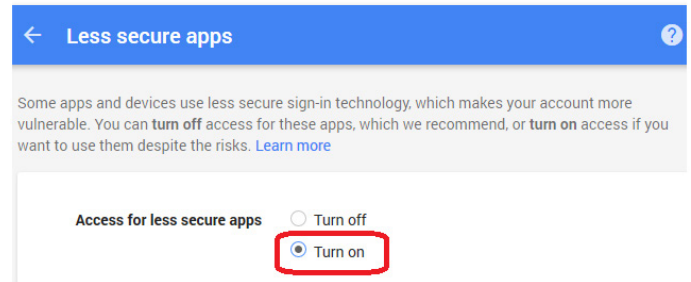 Less secure apps
Some apps and devices use less secure sign-in technology, which makes your account more
vulnerable. You can turn off access for these apps, which we recommend, or turn on access if you
want to use them despite the risks. Learn more
Access for less secure apps Turn off
Turn on